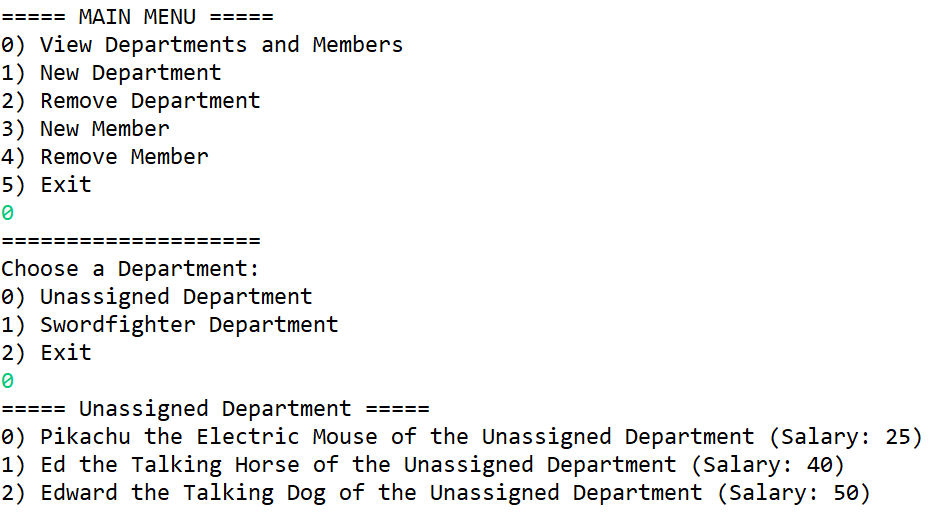 ===== MAIN MENU =====
0) View Departments and Members
1) New Department
2) Remove Department
3) New Member
4) Remove Member
5) Exit
0
====================
Choose a Department:
0) Unassigned Department
1) Swordfighter Department
2) Exit
0
===== Unassigned Department =====
0) Pikachu the Electric Mouse of the Unassigned Department (Salary: 25)
1) Ed the Talking Horse of the Unassigned Department (Salary: 40)
2) Edward the Talking Dog of the Unassigned Department (Salary: 50)